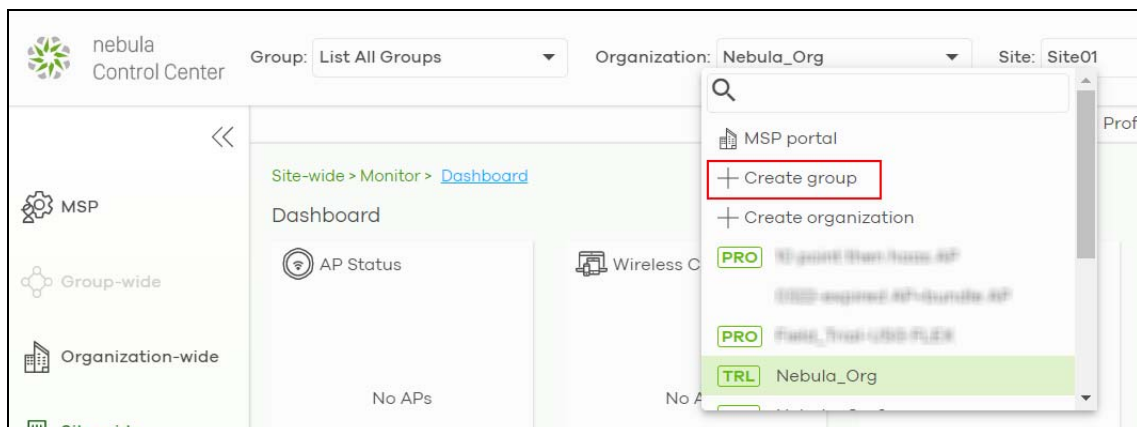 nebula
Control Center
Group: List All Groups
Organization: Nebula_Org
Site: Site01
MSP portal
Prof
Create group
Site-wide > Monitor > Dashboard
MSP
Dashboard
Create organization
AP Status
Wireless C
PRO
Group-wide
PRO
Organization-wide
TRL Nebula_Org
No APs
No A